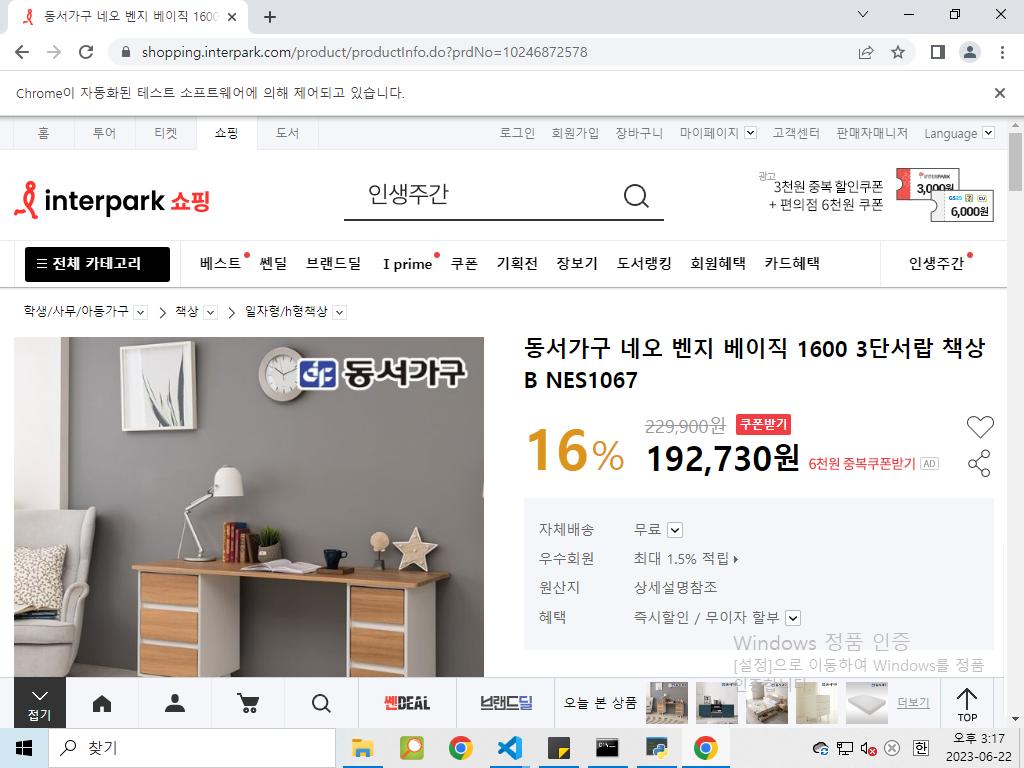 동서가구 네오 벤지 베이직 1600
shopping.interpark.com/product/productInfo.do?prdNo=10246872578
Chrome이 자동화된 테스트 소프트웨어에 의해 제어되고 있습니다.
홈 투어 티켓 쇼핑 도서 로그인 회원가입 장바구니 마이페이지 고객센터 판매자매니저 Language
interpark 쇼핑
인생주간
광고
3천원 중복 할인쿠폰
+ 편의점 6천원 쿠폰
INTERPARK
3,000원
GS25 CU
6,000원
전체 카테고리 베스트 쎈딜 브랜드딜 I prime 쿠폰 기획전 장보기 도서랭킹 회원혜택 카드혜택 인생주간
학생/사무/아동가구 책상 일자형/h형책상
동서가구
동서가구 네오 벤지 베이직 1600 3단서랍 책상
B NES1067
16%
229,900원 쿠폰받기
192,730원 6천원 중복쿠폰받기 AD
자체배송 무료
우수회원 최대 1.5% 적립
원산지 상세설명참조
혜택 즉시할인 / 무이자 할부
Windows 정품 인증
[설정]으로 이동하여 Windows를 정품
인증합니다.
접기
쎈DEAL
브랜드딜
오늘 본 상품
더보기
TOP
찾기
한
오후 3:17
2023-06-22